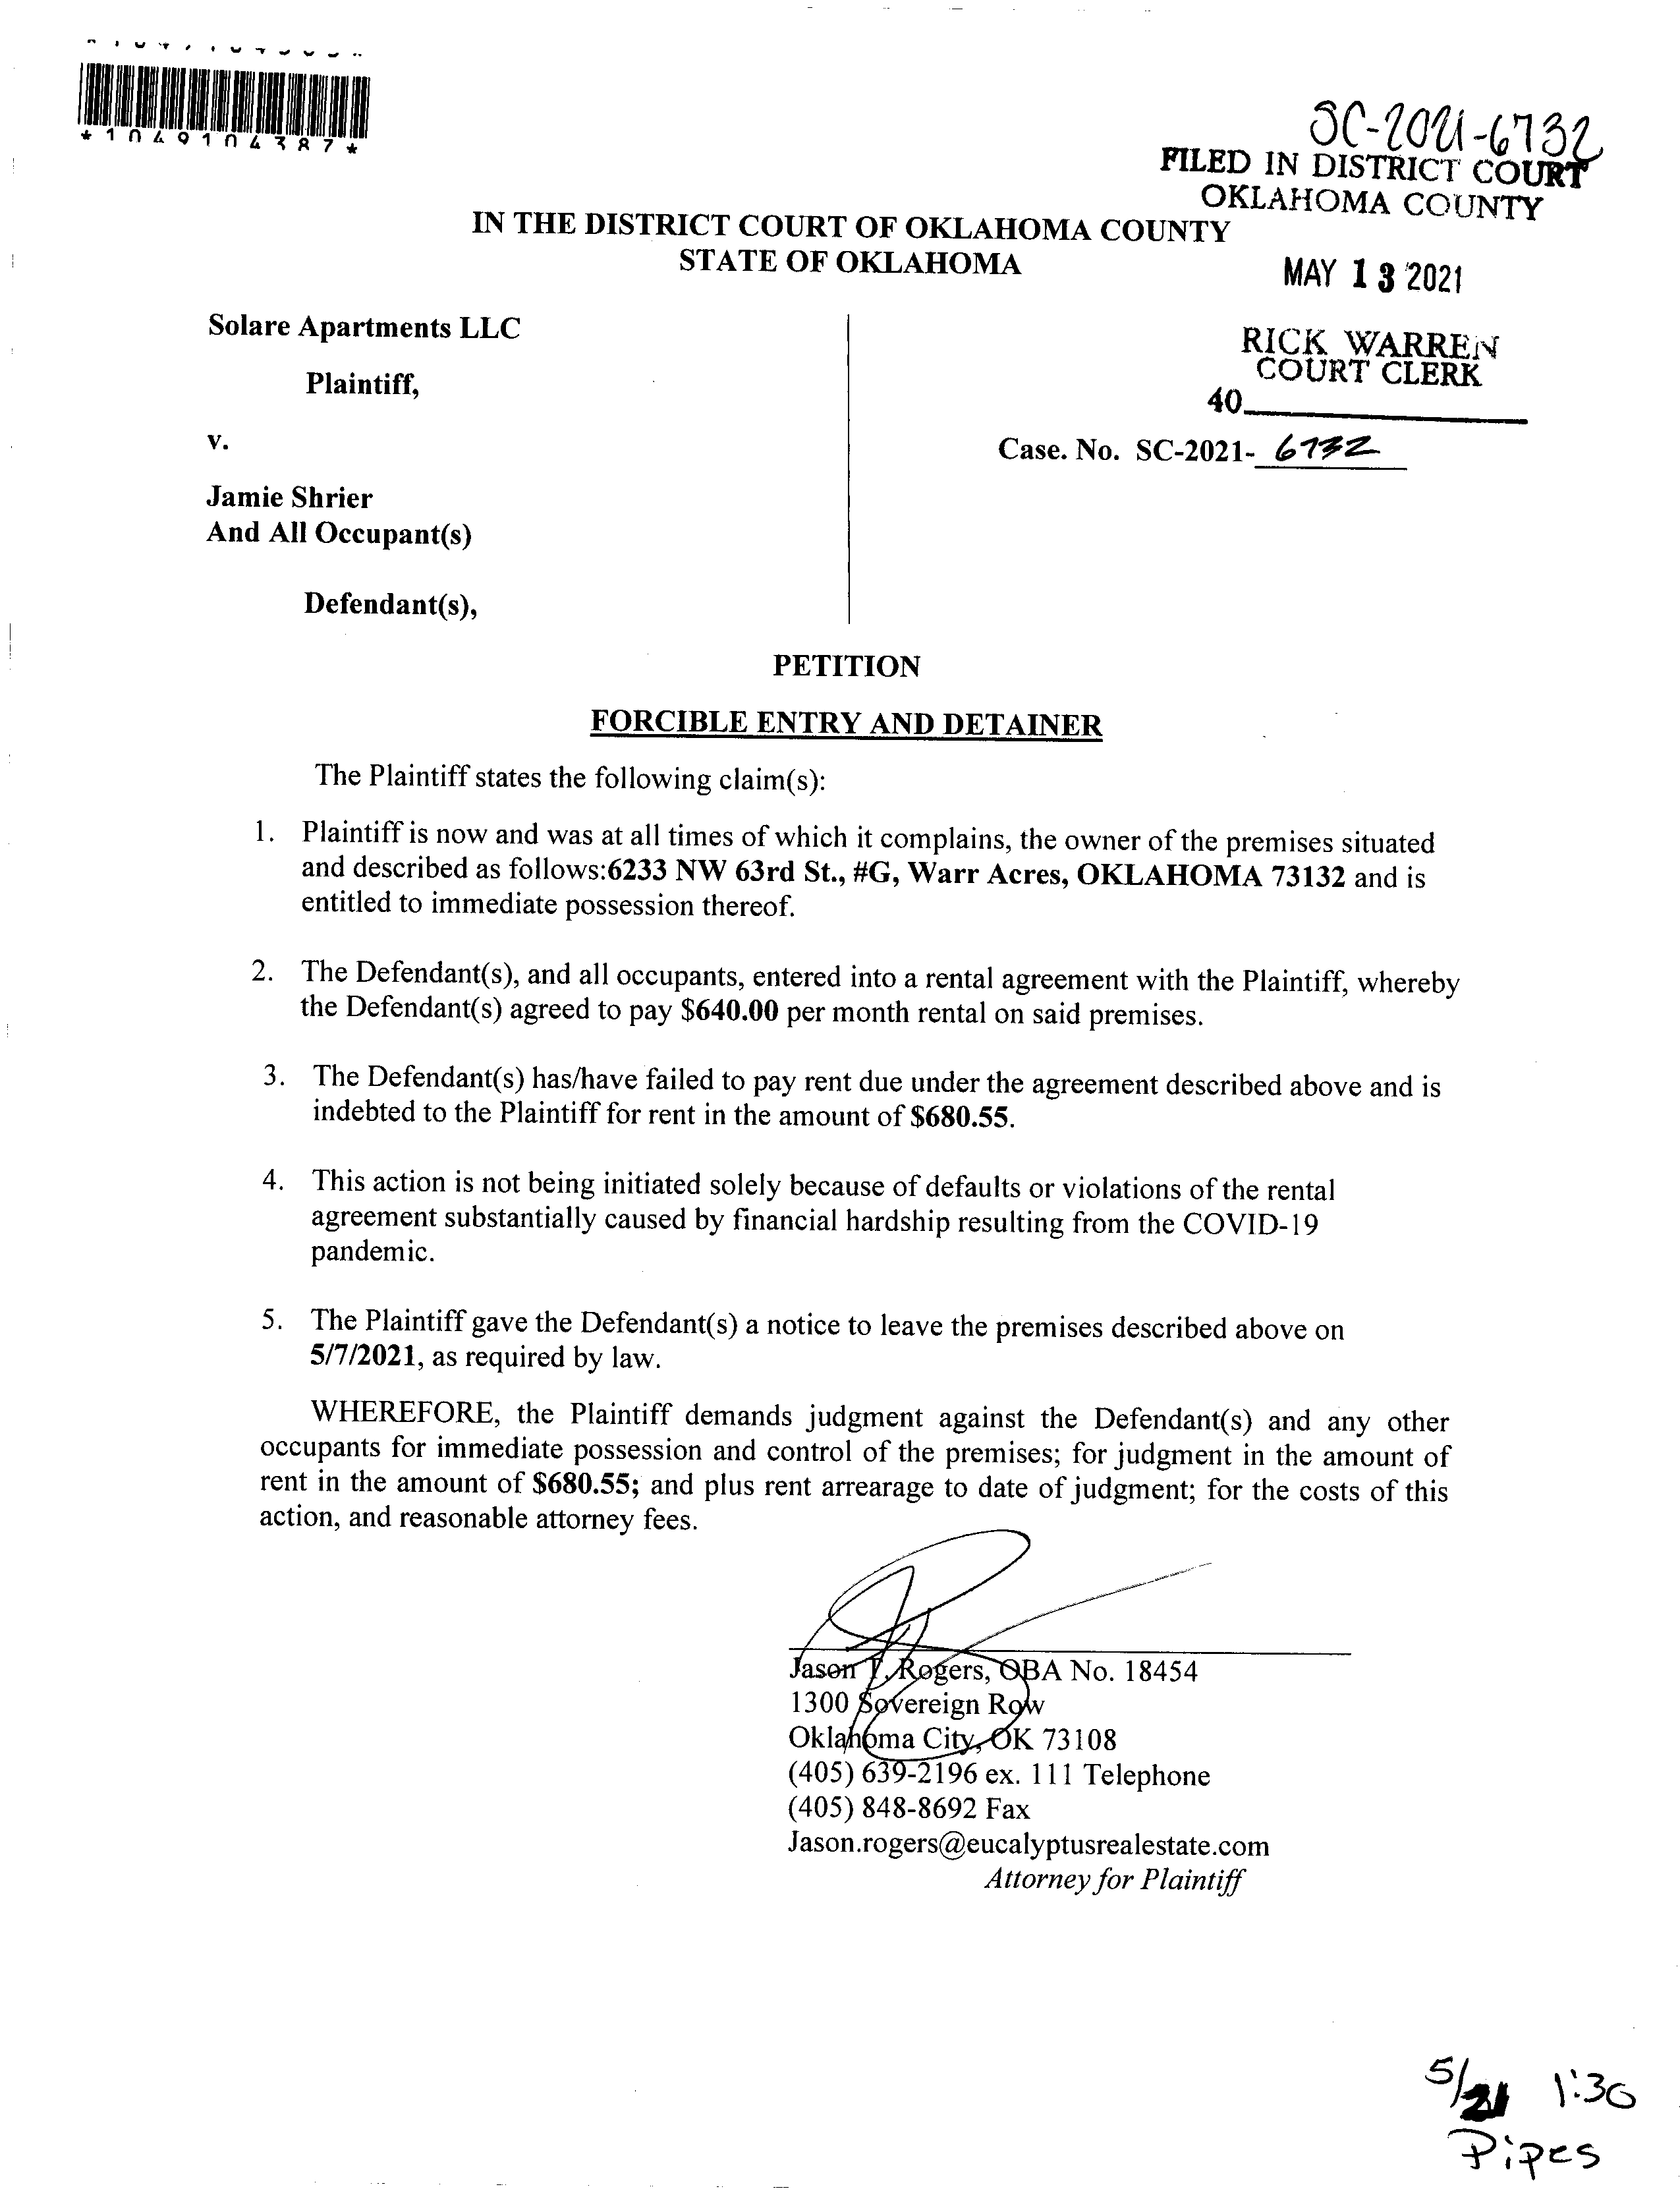 *1049104387*
SC-2021-6732
FILED IN DISTRICT COURT
OKLAHOMA COUNTY
IN THE DISTRICT COURT OF OKLAHOMA COUNTY
STATE OF OKLAHOMA
MAY 13 2021
Solare Apartments LLC
RICK WARREN
COURT CLERK
Plaintiff,
40
v.
Case. No. SC-2021- 6732
Jamie Shrier
And All Occupant(s)
Defendant(s),
PETITION
FORCIBLE ENTRY AND DETAINER
The Plaintiff states the following claim(s):
1. Plaintiff is now and was at all times of which it complains, the owner of the premises situated
and described as follows:6233 NW 63rd St., #G, Warr Acres, OKLAHOMA 73132 and is
entitled to immediate possession thereof.
2. The Defendant(s), and all occupants, entered into a rental agreement with the Plaintiff, whereby
the Defendant(s) agreed to pay $640.00 per month rental on said premises.
3. The Defendant(s) has/have failed to pay rent due under the agreement described above and is
indebted to the Plaintiff for rent in the amount of $680.55.
4. This action is not being initiated solely because of defaults or violations of the rental
agreement substantially caused by financial hardship resulting from the COVID-19
pandemic.
5. The Plaintiff gave the Defendant(s) a notice to leave the premises described above on
5/7/2021, as required by law.
WHEREFORE, the Plaintiff demands judgment against the Defendant(s) and any other
occupants for immediate possession and control of the premises; for judgment in the amount of
rent in the amount of $680.55; and plus rent arrearage to date of judgment; for the costs of this
action, and reasonable attorney fees.
Jason T. Rogers, OBA No. 18454
1300 Sovereign Row
Oklahoma City, OK 73108
(405) 639-2196 ex. 111 Telephone
(405) 848-8692 Fax
Jason.rogers@eucalyptusrealestate.com
Attorney for Plaintiff
5/21 1:30
Pipes